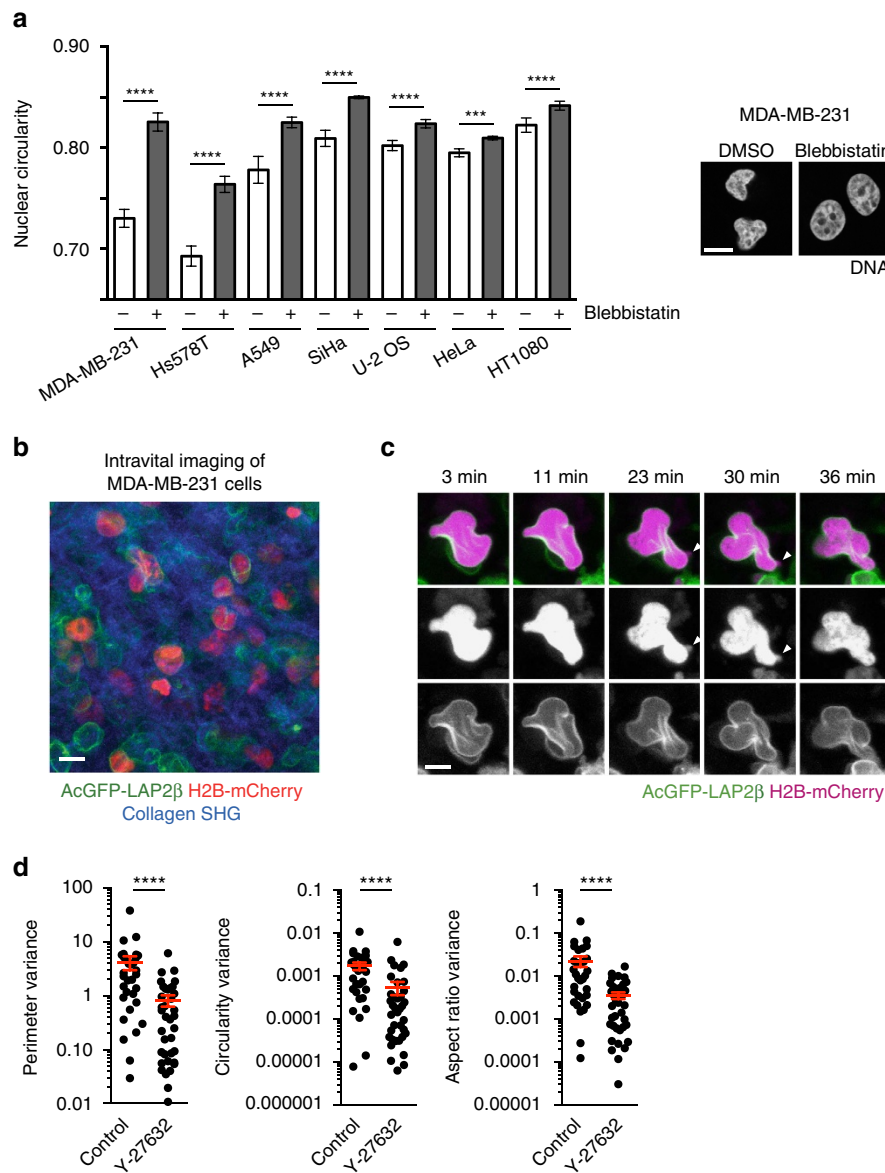 a
0.90
0.80
0.70
Nuclear circularity
**** **** **** **** **** *** ****
– + – + – + – + – + – + – + Blebbistatin
MDA-MB-231 Hs578T A549 SiHa U-2 OS HeLa HT1080
MDA-MB-231
DMSO Blebbistatin
DNA
b
Intravital imaging of
MDA-MB-231 cells
AcGFP-LAP2β H2B-mCherry
Collagen SHG
c
3 min 11 min 23 min 30 min 36 min
AcGFP-LAP2β H2B-mCherry
d
Perimeter variance
100
10
1
0.10
0.01
****
Control Y-27632
Circularity variance
0.1
0.01
0.001
0.0001
0.00001
0.000001
****
Control Y-27632
Aspect ratio variance
1
0.1
0.01
0.001
0.0001
0.00001
****
Control Y-27632